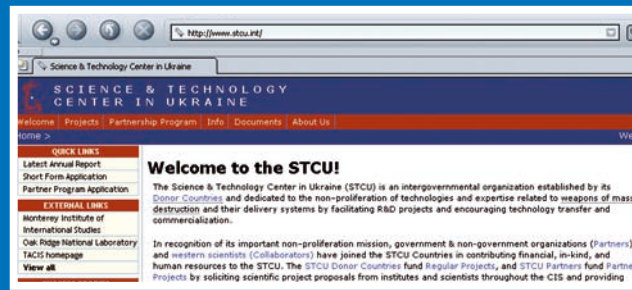 http://www.stcu.int/
Science & Technology Center in Ukraine
SCIENCE & TECHNOLOGY
CENTER IN UKRAINE
Welcome Projects Partnership Program Info Documents About Us
Home >
We
QUICK LINKS
Latest Annual Report
Short Form Application
Partner Program Application
EXTERNAL LINKS
Monterey Institute of
International Studies
Oak Ridge National Laboratory
TACIS homepage
View all
Welcome to the STCU!
The Science & Technology Center in Ukraine (STCU) is an intergovernmental organization established by its
Donor Countries and dedicated to the non-proliferation of technologies and expertise related to weapons of mass
destruction and their delivery systems by facilitating R&D projects and encouraging technology transfer and
commercialization.
In recognition of its important non-proliferation mission, government & non-government organizations (Partners)
and western scientists (Collaborators) have joined the STCU Countries in contributing financial, in-kind, and
human resources to the STCU. The STCU Donor Countries fund Regular Projects, and STCU Partners fund Partne
Projects by soliciting scientific project proposals from institutes and scientists throughout the CIS and providing